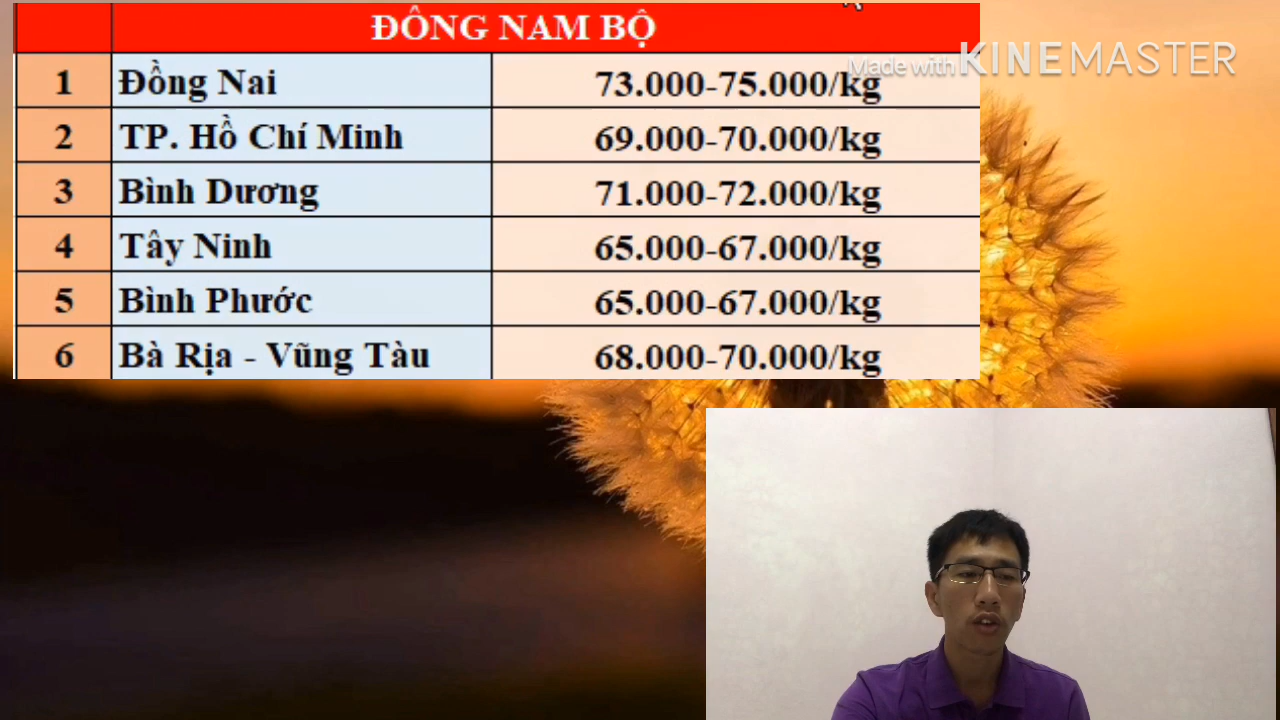 ĐÔNG NAM BỘ
Made with KINEMASTER
1 Đồng Nai 73.000-75.000/kg
2 TP. Hồ Chí Minh 69.000-70.000/kg
3 Bình Dương 71.000-72.000/kg
4 Tây Ninh 65.000-67.000/kg
5 Bình Phước 65.000-67.000/kg
6 Bà Rịa - Vũng Tàu 68.000-70.000/kg